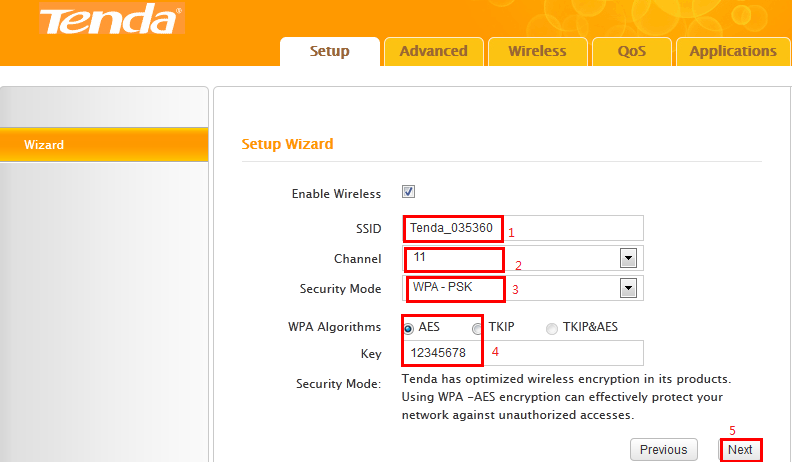 Tenda®
Setup Advanced Wireless QoS Applications
Wizard
Setup Wizard
Enable Wireless
SSID Tenda_035360 1
Channel 11 2
Security Mode WPA - PSK 3
WPA Algorithms AES TKIP TKIP&AES
Key 12345678 4
Security Mode: Tenda has optimized wireless encryption in its products.
Using WPA -AES encryption can effectively protect your
network against unauthorized accesses.
5
Previous Next